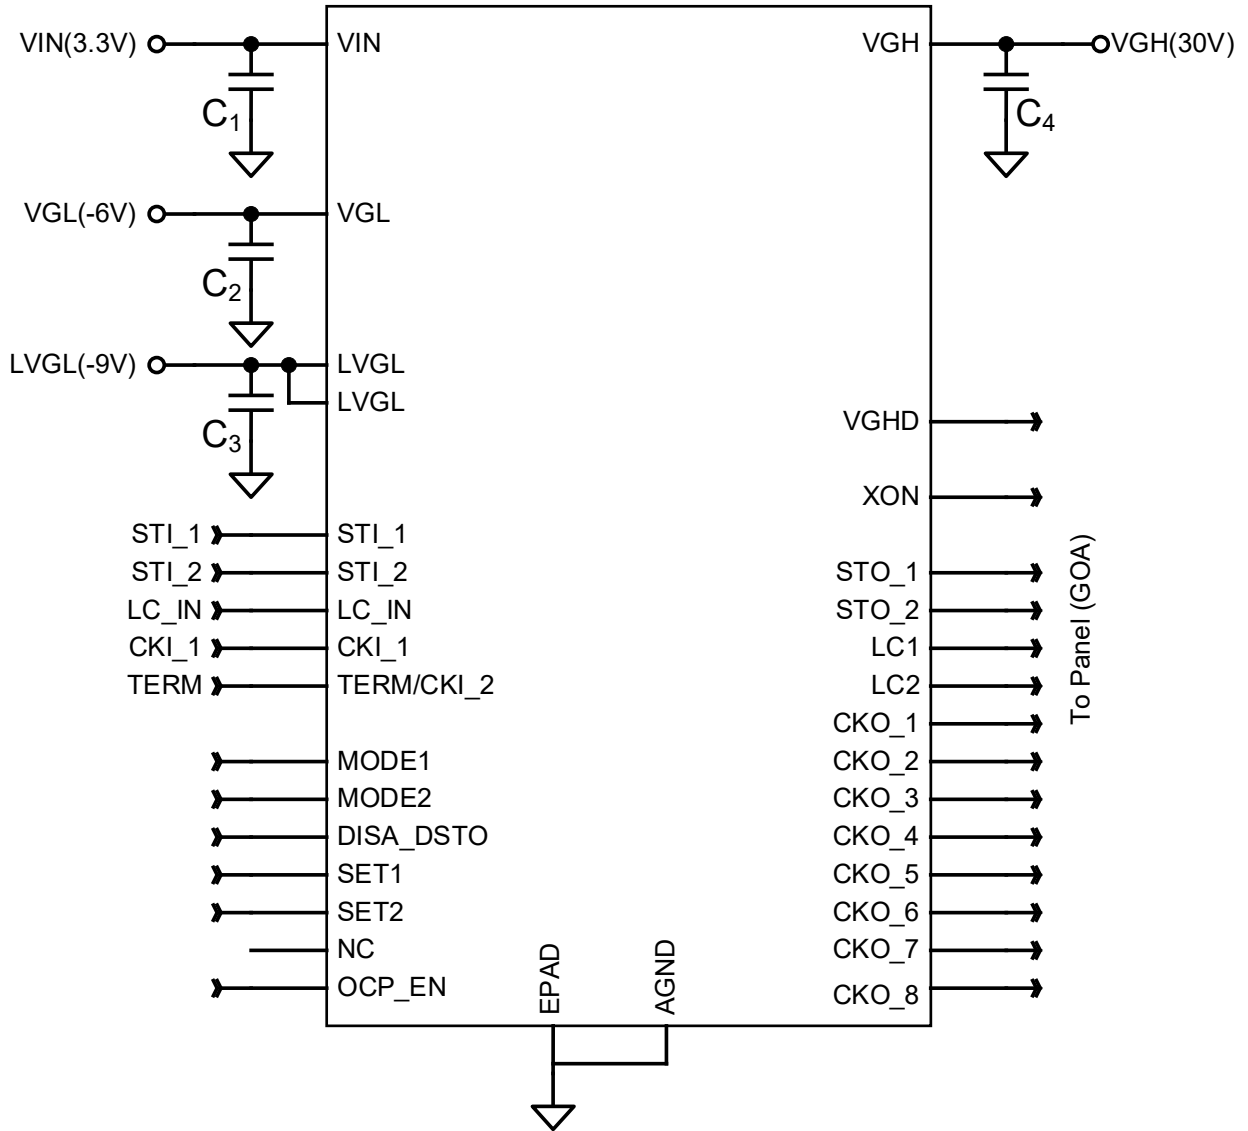 VIN(3.3V)
VIN
VGH
VGH(30V)
C1
C4
VGL(-6V)
VGL
C2
LVGL(-9V)
LVGL
LVGL
C3
VGHD
XON
STI_1
STI_1
STI_2
STI_2
STO_1
LC_IN
LC_IN
STO_2
CKI_1
CKI_1
LC1
TERM
TERM/CKI_2
LC2
To Panel (GOA)
CKO_1
MODE1
CKO_2
MODE2
CKO_3
DISA_DSTO
CKO_4
SET1
CKO_5
SET2
CKO_6
NC
CKO_7
OCP_EN
EPAD
AGND
CKO_8